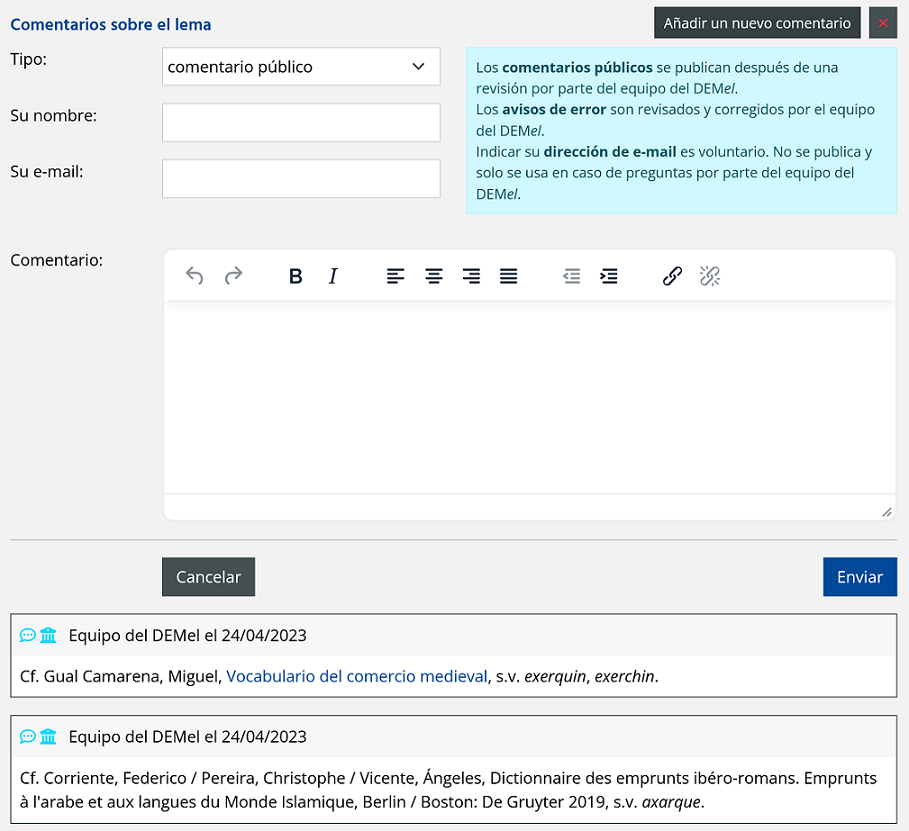 Comentarios sobre el lema
Añadir un nuevo comentario
×
Tipo:
comentario público
Los comentarios públicos se publican después de una
revisión por parte del equipo del DEMel.
Los avisos de error son revisados y corregidos por el equipo
del DEMel.
Indicar su dirección de e-mail es voluntario. No se publica y
solo se usa en caso de preguntas por parte del equipo del
DEMel.
Su nombre:
Su e-mail:
Comentario:
B I
Cancelar
Enviar
Equipo del DEMel el 24/04/2023
Cf. Gual Camarena, Miguel, Vocabulario del comercio medieval, s.v. exerquin, exerchin.
Equipo del DEMel el 24/04/2023
Cf. Corriente, Federico / Pereira, Christophe / Vicente, Ángeles, Dictionnaire des emprunts ibéro-romans. Emprunts
à l'arabe et aux langues du Monde Islamique, Berlin / Boston: De Gruyter 2019, s.v. axarque.